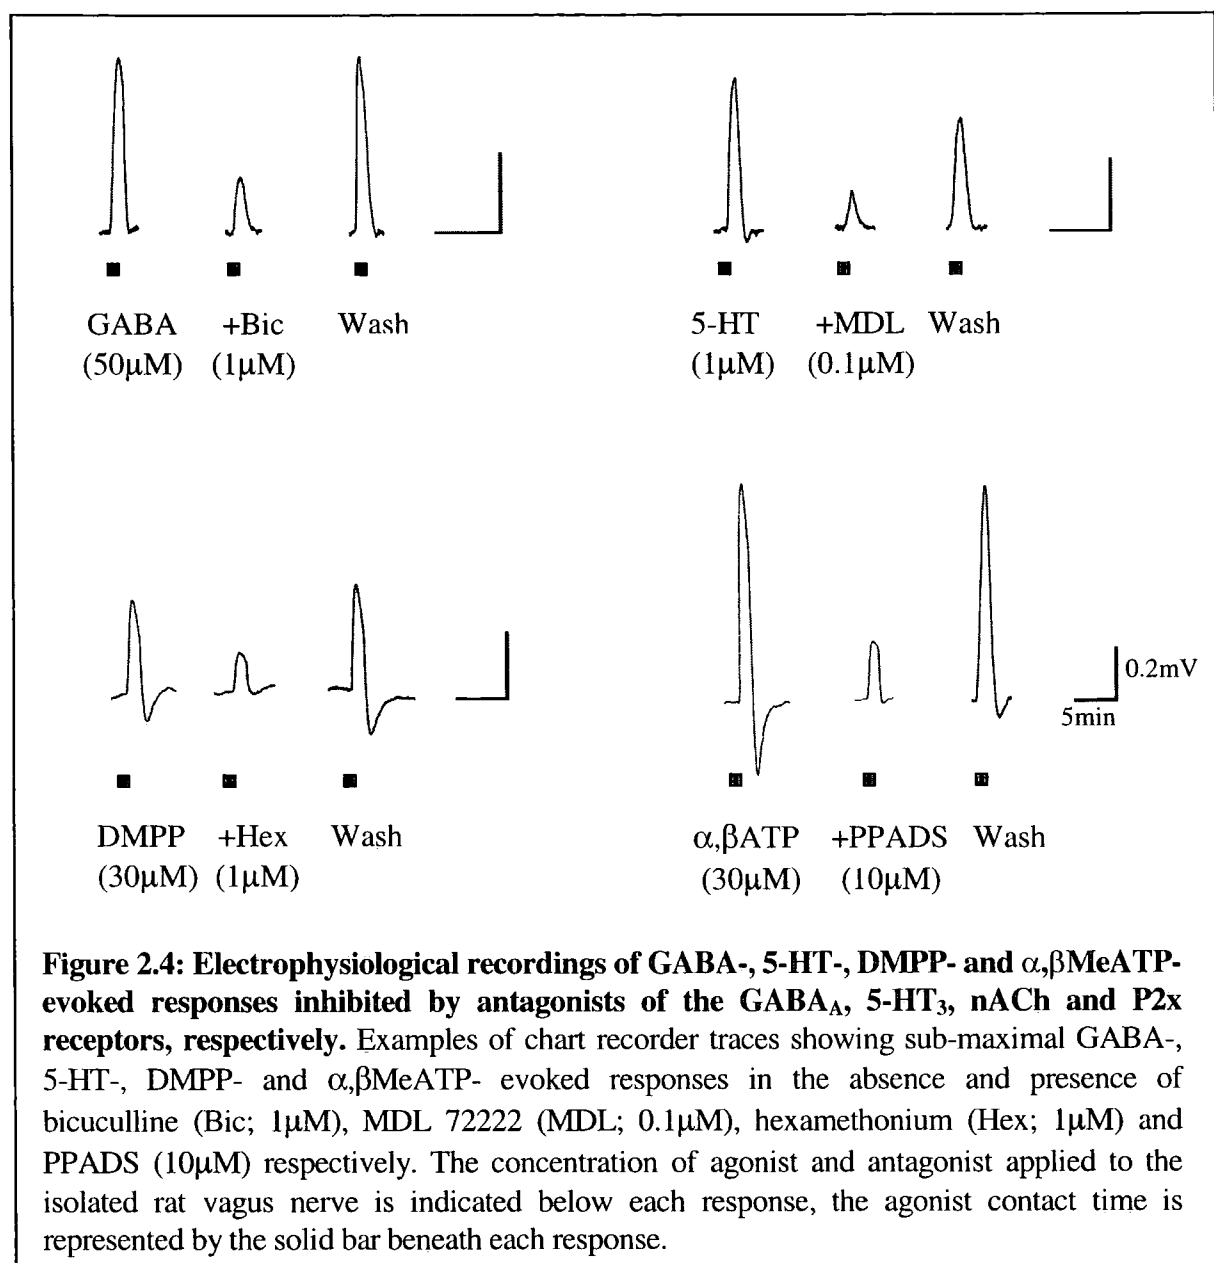 GABA +Bic Wash
(50μM) (1μM)
5-HT +MDL Wash
(1μM) (0.1μM)
0.2mV
5min
DMPP +Hex Wash
(30μM) (1μM)
α,βATP +PPADS Wash
(30μM) (10μM)
Figure 2.4: Electrophysiological recordings of GABA-, 5-HT-, DMPP- and α,βMeATP-
evoked responses inhibited by antagonists of the GABA_A, 5-HT₃, nACh and P2x
receptors, respectively. Examples of chart recorder traces showing sub-maximal GABA-,
5-HT-, DMPP- and α,βMeATP- evoked responses in the absence and presence of
bicuculline (Bic; 1μM), MDL 72222 (MDL; 0.1μM), hexamethonium (Hex; 1μM) and
PPADS (10μM) respectively. The concentration of agonist and antagonist applied to the
isolated rat vagus nerve is indicated below each response, the agonist contact time is
represented by the solid bar beneath each response.